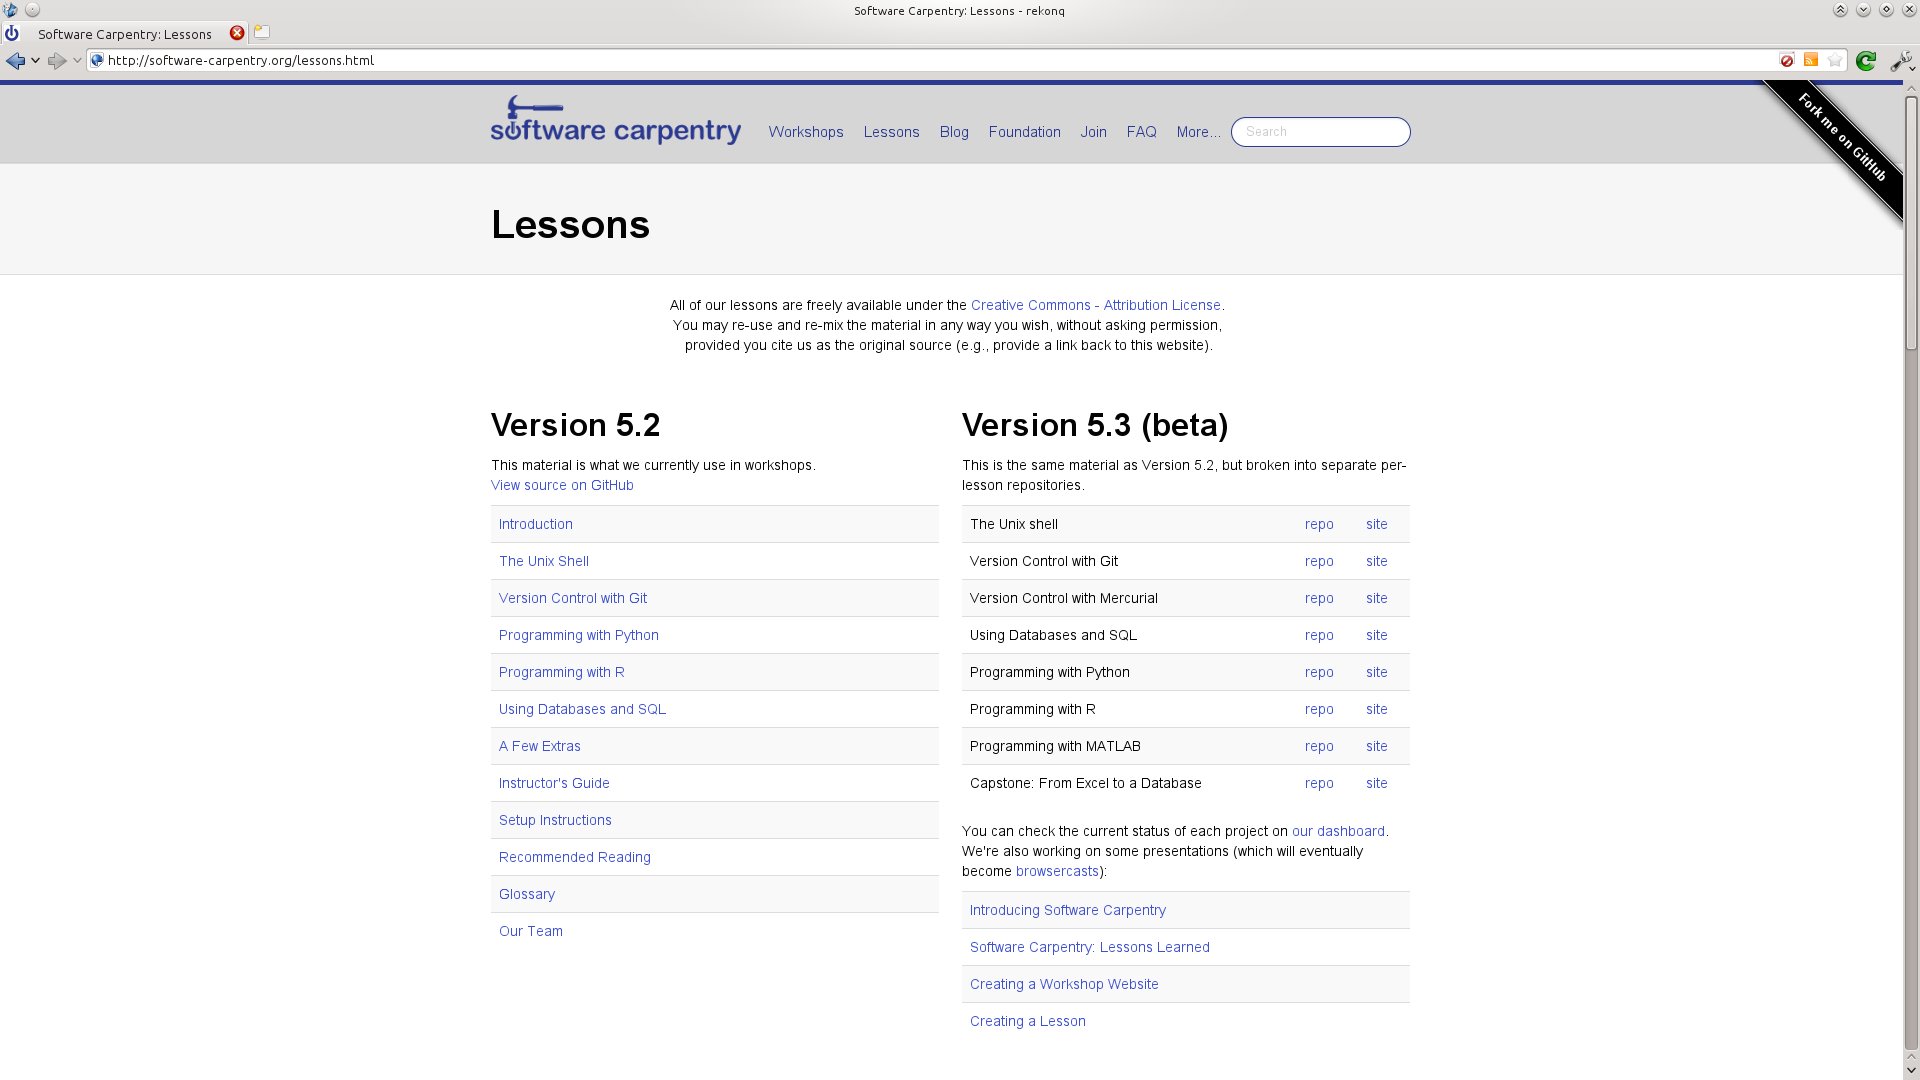 Software Carpentry: Lessons - rekonq
Software Carpentry: Lessons
http://software-carpentry.org/lessons.html
software carpentry
Workshops Lessons Blog Foundation Join FAQ More... Search
Fork me on GitHub
Lessons
All of our lessons are freely available under the Creative Commons - Attribution License.
You may re-use and re-mix the material in any way you wish, without asking permission,
provided you cite us as the original source (e.g., provide a link back to this website).
Version 5.2
This material is what we currently use in workshops.
View source on GitHub
Introduction
The Unix Shell
Version Control with Git
Programming with Python
Programming with R
Using Databases and SQL
A Few Extras
Instructor's Guide
Setup Instructions
Recommended Reading
Glossary
Our Team
Version 5.3 (beta)
This is the same material as Version 5.2, but broken into separate per-
lesson repositories.
The Unix shell repo site
Version Control with Git repo site
Version Control with Mercurial repo site
Using Databases and SQL repo site
Programming with Python repo site
Programming with R repo site
Programming with MATLAB repo site
Capstone: From Excel to a Database repo site
You can check the current status of each project on our dashboard.
We're also working on some presentations (which will eventually
become browsercasts):
Introducing Software Carpentry
Software Carpentry: Lessons Learned
Creating a Workshop Website
Creating a Lesson